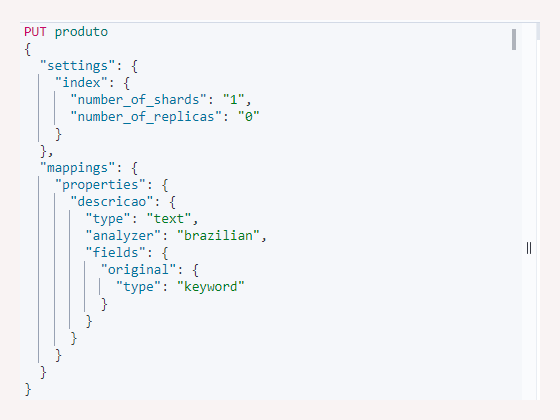 PUT produto
{
  "settings": {
    "index": {
      "number_of_shards": "1",
      "number_of_replicas": "0"
    }
  },
  "mappings": {
    "properties": {
      "descricao": {
        "type": "text",
        "analyzer": "brazilian",
        "fields": {
          "original": {
            "type": "keyword"
          }
        }
      }
    }
  }
}